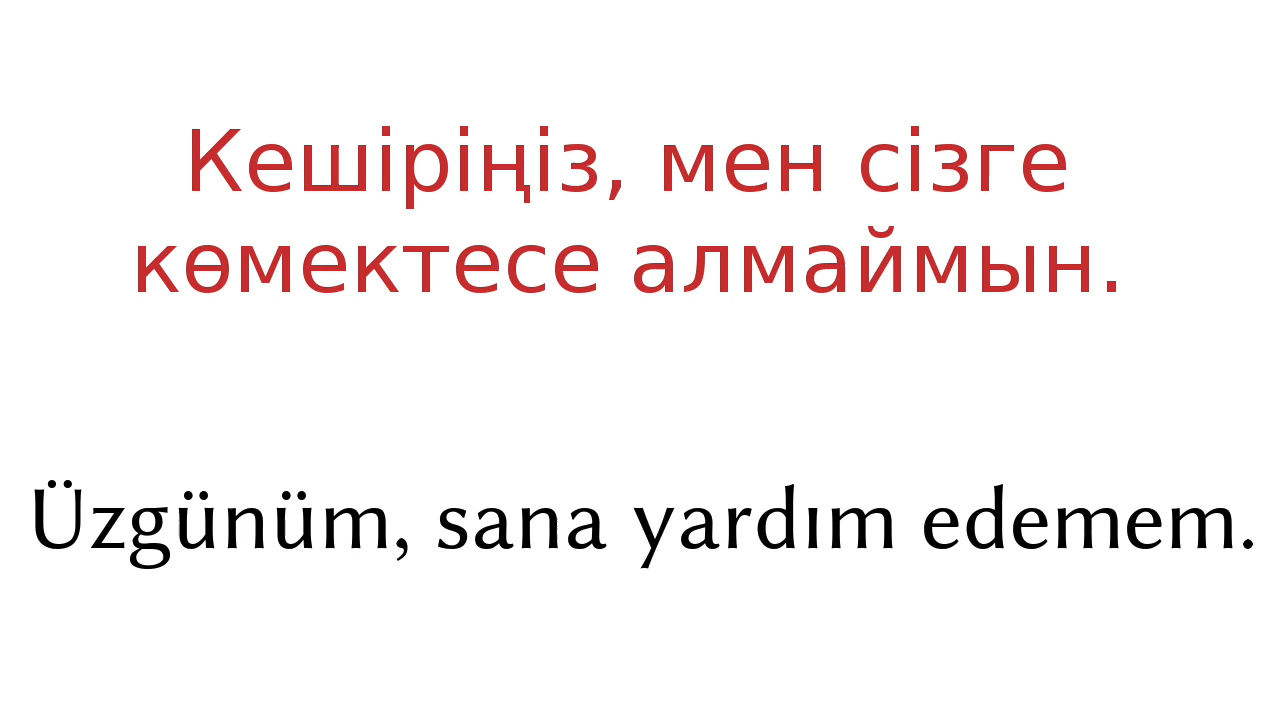 Кешіріңіз, мен сізге
көмектесе алмаймын.
Üzgünüm, sana yardım edemem.